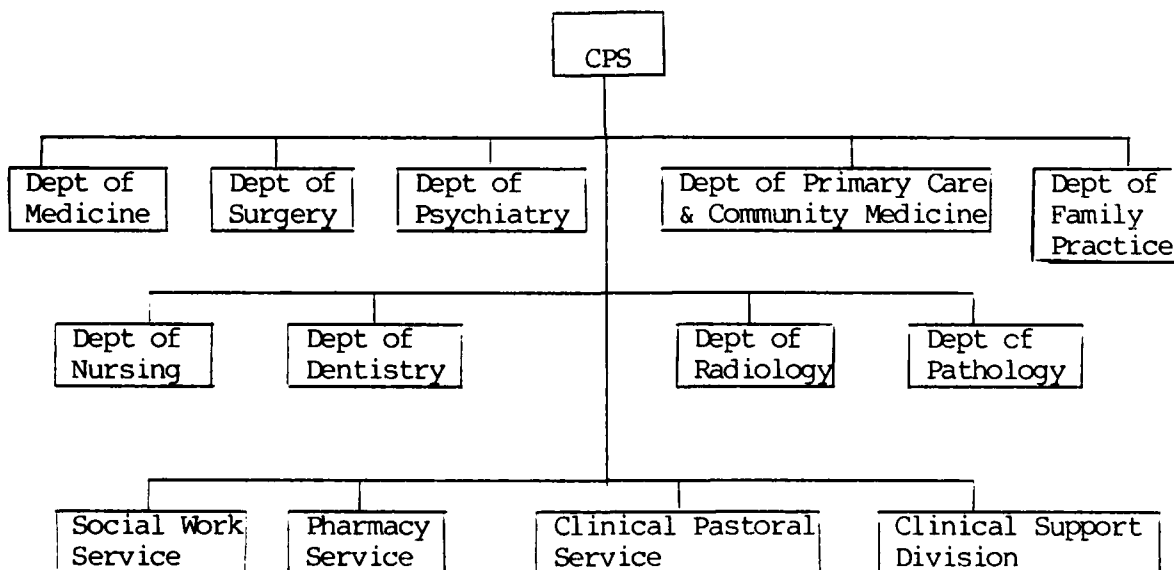 CPS
Dept of
Medicine
Dept of
Surgery
Dept of
Psychiatry
Dept of Primary Care
& Community Medicine
Dept of
Family
Practice
Dept of
Nursing
Dept of
Dentistry
Dept of
Radiology
Dept cf
Pathology
Social Work
Service
Pharmacy
Service
Clinical Pastoral
Service
Clinical Support
Division